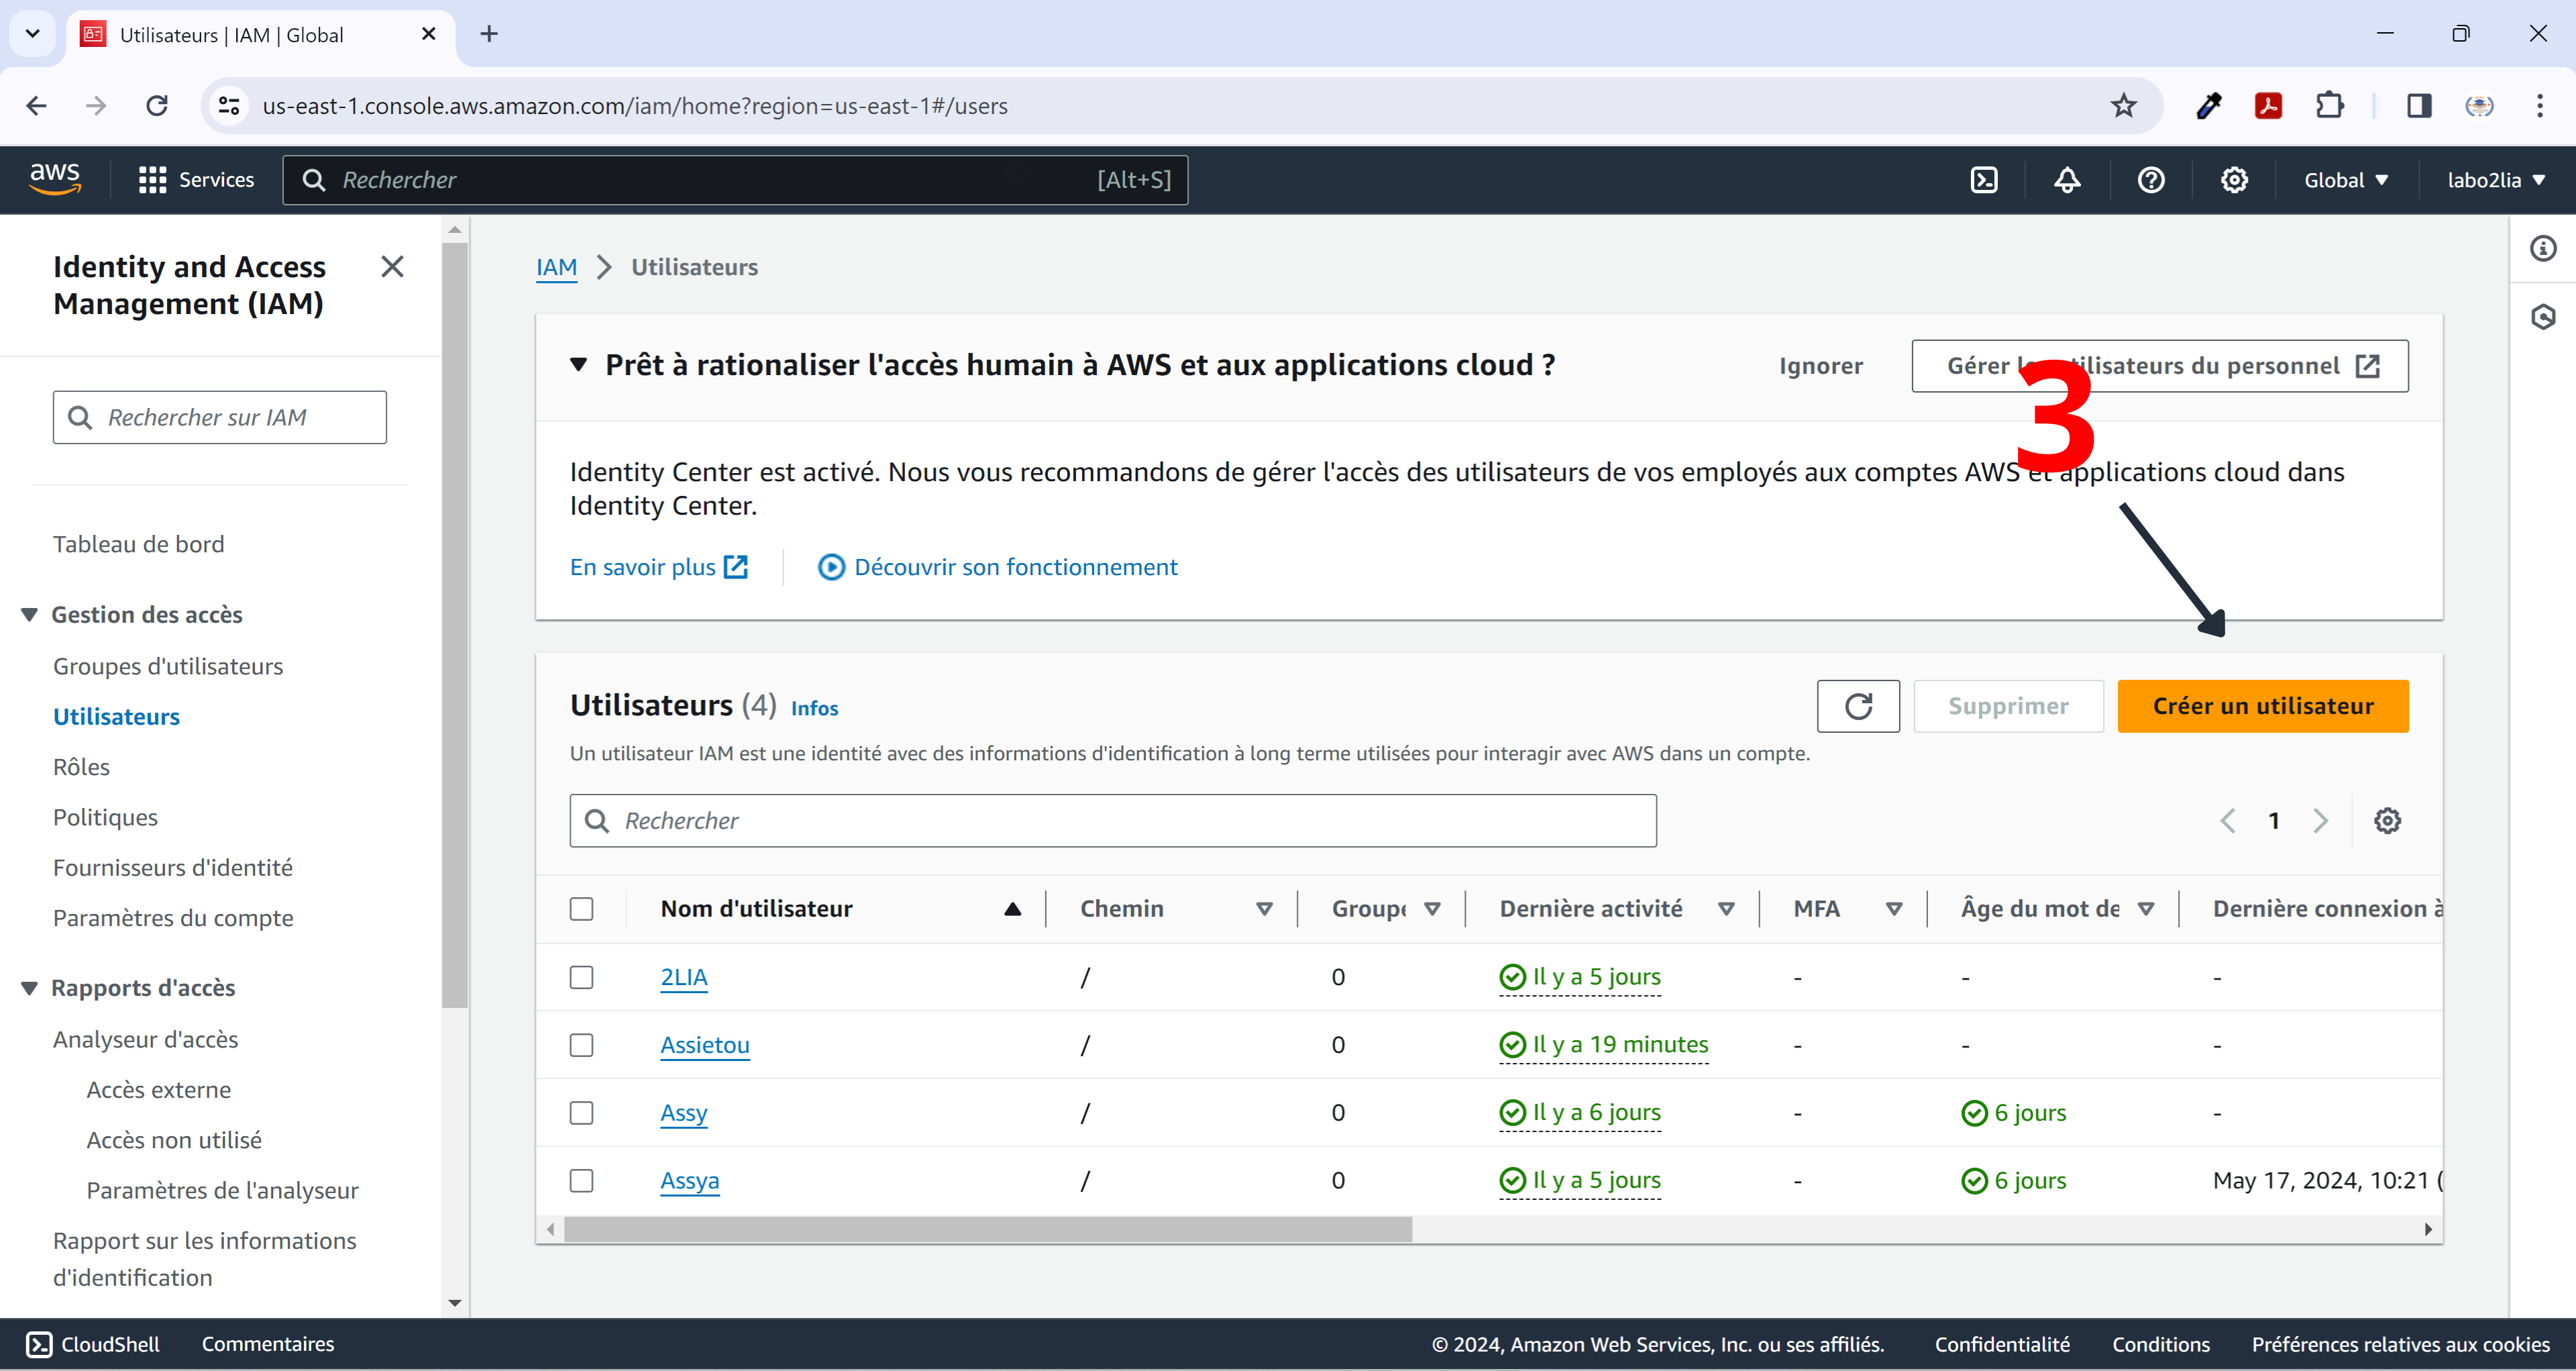 Utilisateurs | IAM | Global
us-east-1.console.aws.amazon.com/iam/home?region=us-east-1#/users
aws
Services
Rechercher
[Alt+S]
Global
labo2lia
Identity and Access
Management (IAM)
Rechercher sur IAM
Tableau de bord
Gestion des accès
Groupes d'utilisateurs
Utilisateurs
Rôles
Politiques
Fournisseurs d'identité
Paramètres du compte
Rapports d'accès
Analyseur d'accès
Accès externe
Accès non utilisé
Paramètres de l'analyseur
Rapport sur les informations
d'identification
IAM > Utilisateurs
Prêt à rationaliser l'accès humain à AWS et aux applications cloud ?
Ignorer
Gérer utilisateurs du personnel
3
Identity Center est activé. Nous vous recommandons de gérer l'accès des utilisateurs de vos employés aux comptes AWS et applications cloud dans
Identity Center.
En savoir plus
Découvrir son fonctionnement
Utilisateurs (4) Infos
Supprimer
Créer un utilisateur
Un utilisateur IAM est une identité avec des informations d'identification à long terme utilisées pour interagir avec AWS dans un compte.
Rechercher
1
Nom d'utilisateur Chemin Groupe Dernière activité MFA Âge du mot de Dernière connexion à
2LIA / 0 Il y a 5 jours - - -
Assietou / 0 Il y a 19 minutes - - -
Assy / 0 Il y a 6 jours - 6 jours -
Assya / 0 Il y a 5 jours - 6 jours May 17, 2024, 10:21 (
CloudShell
Commentaires
© 2024, Amazon Web Services, Inc. ou ses affiliés.
Confidentialité
Conditions
Préférences relatives aux cookies